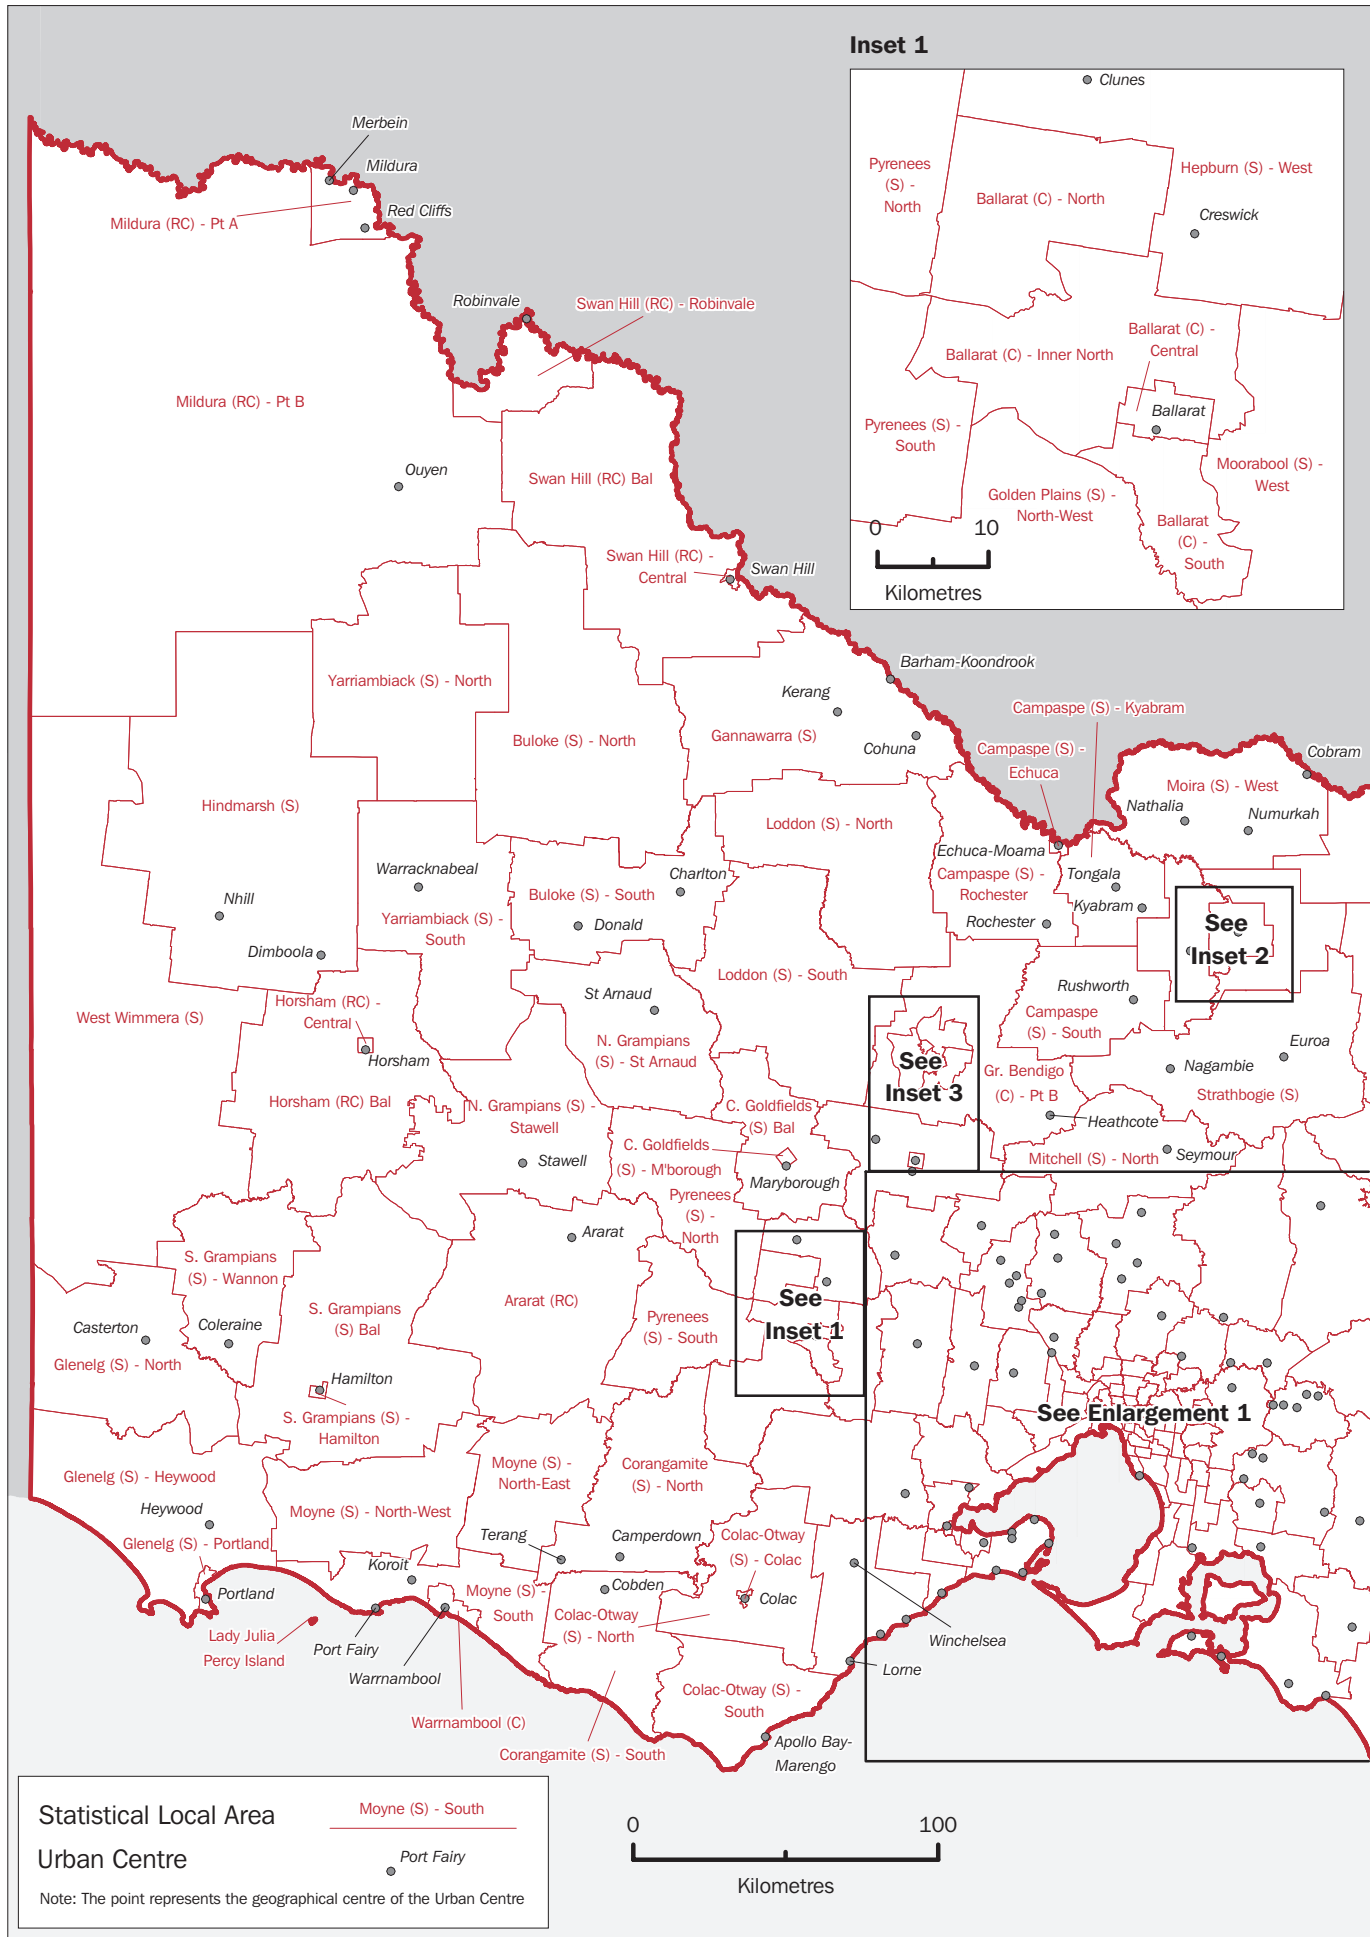 Inset 1
Clunes
Pyrenees
(S) -
North
Hepburn (S) - West
Ballarat (C) - North
Creswick
Ballarat (C) -
Central
Ballarat (C) - Inner North
Ballarat
Pyrenees (S) -
South
Moorabool (S) -
West
Golden Plains (S) -
North-West
Ballarat
(C) -
South
0 10
Kilometres
Merbein
Mildura
Red Cliffs
Mildura (RC) - Pt A
Robinvale
Swan Hill (RC) - Robinvale
Mildura (RC) - Pt B
Ouyen
Swan Hill (RC) Bal
Swan Hill (RC) -
Central
Swan Hill
Barham-Koondrook
Yarriambiack (S) - North
Kerang
Campaspe (S) - Kyabram
Buloke (S) - North
Gannawarra (S)
Cohuna
Campaspe (S) -
Echuca
Cobram
Moira (S) - West
Hindmarsh (S)
Nathalia
Numurkah
Loddon (S) - North
Echuca-Moama
Warracknabeal
Charlton
Campaspe (S) -
Rochester
Tongala
Buloke (S) - South
Nhill
Kyabram
Yarriambiack (S) -
South
Donald
Rochester
See
Inset 2
Dimboola
Loddon (S) - South
St Arnaud
Rushworth
Horsham (RC) -
Central
West Wimmera (S)
Campaspe
(S) - South
N. Grampians
(S) - St Arnaud
Euroa
Horsham
See
Inset 3
Gr. Bendigo
(C) - Pt B
Nagambie
Strathbogie (S)
Horsham (RC) Bal
N. Grampians (S) -
Stawell
C. Goldfields
(S) Bal
Heathcote
C. Goldfields
(S) - M'borough
Stawell
Maryborough
Mitchell (S) - North
Seymour
Pyrenees
(S) -
North
Ararat
S. Grampians
(S) - Wannon
Ararat (RC)
S. Grampians
(S) Bal
Pyrenees
(S) - South
See
Inset 1
Casterton
Coleraine
Glenelg (S) - North
Hamilton
S. Grampians (S) -
Hamilton
See Enlargement 1
Glenelg (S) - Heywood
Moyne (S) -
North-East
Corangamite
(S) - North
Heywood
Moyne (S) - North-West
Glenelg (S) - Portland
Terang
Camperdown
Colac-Otway
(S) - Colac
Koroit
Portland
Moyne (S) -
South
Cobden
Colac
Colac-Otway
(S) - North
Lady Julia
Percy Island
Port Fairy
Warrnambool
Winchelsea
Lorne
Colac-Otway (S) -
South
Warrnambool (C)
Corangamite (S) - South
Apollo Bay-
Marengo
Statistical Local Area
Moyne (S) - South
Urban Centre
Port Fairy
Note: The point represents the geographical centre of the Urban Centre
0 100
Kilometres